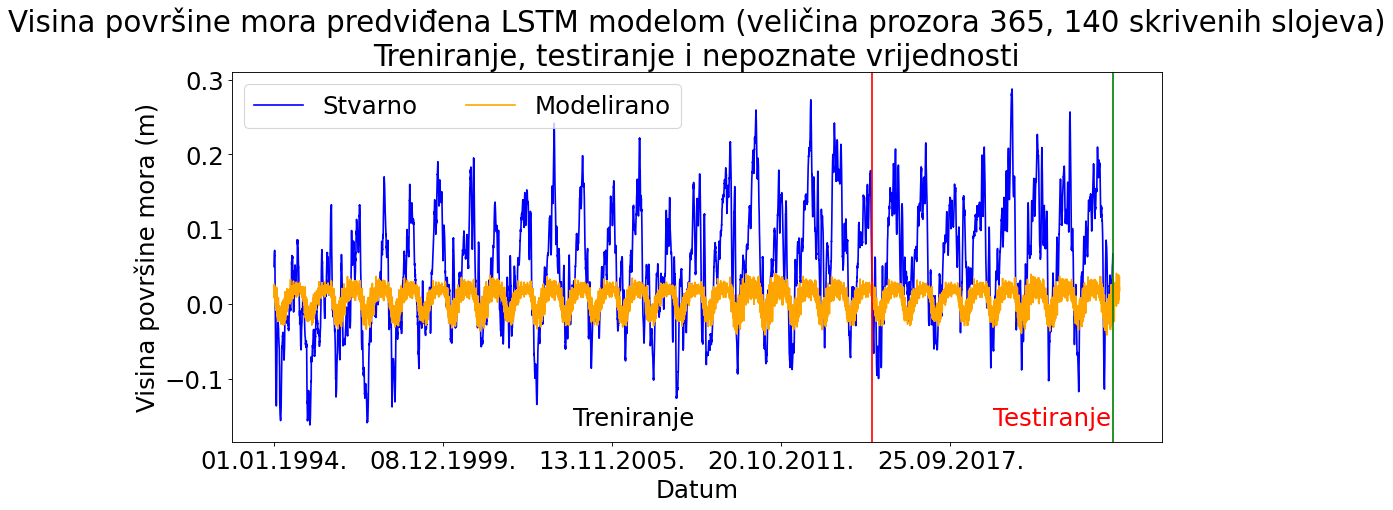 Visina površine mora predviđena LSTM modelom (veličina prozora 365, 140 skrivenih slojeva)
Treniranje, testiranje i nepoznate vrijednosti
Stvarno
Modelirano
Visina površine mora (m)
0.3
0.2
0.1
0.0
−0.1
Treniranje
Testiranje
01.01.1994.
08.12.1999.
13.11.2005.
20.10.2011.
25.09.2017.
Datum